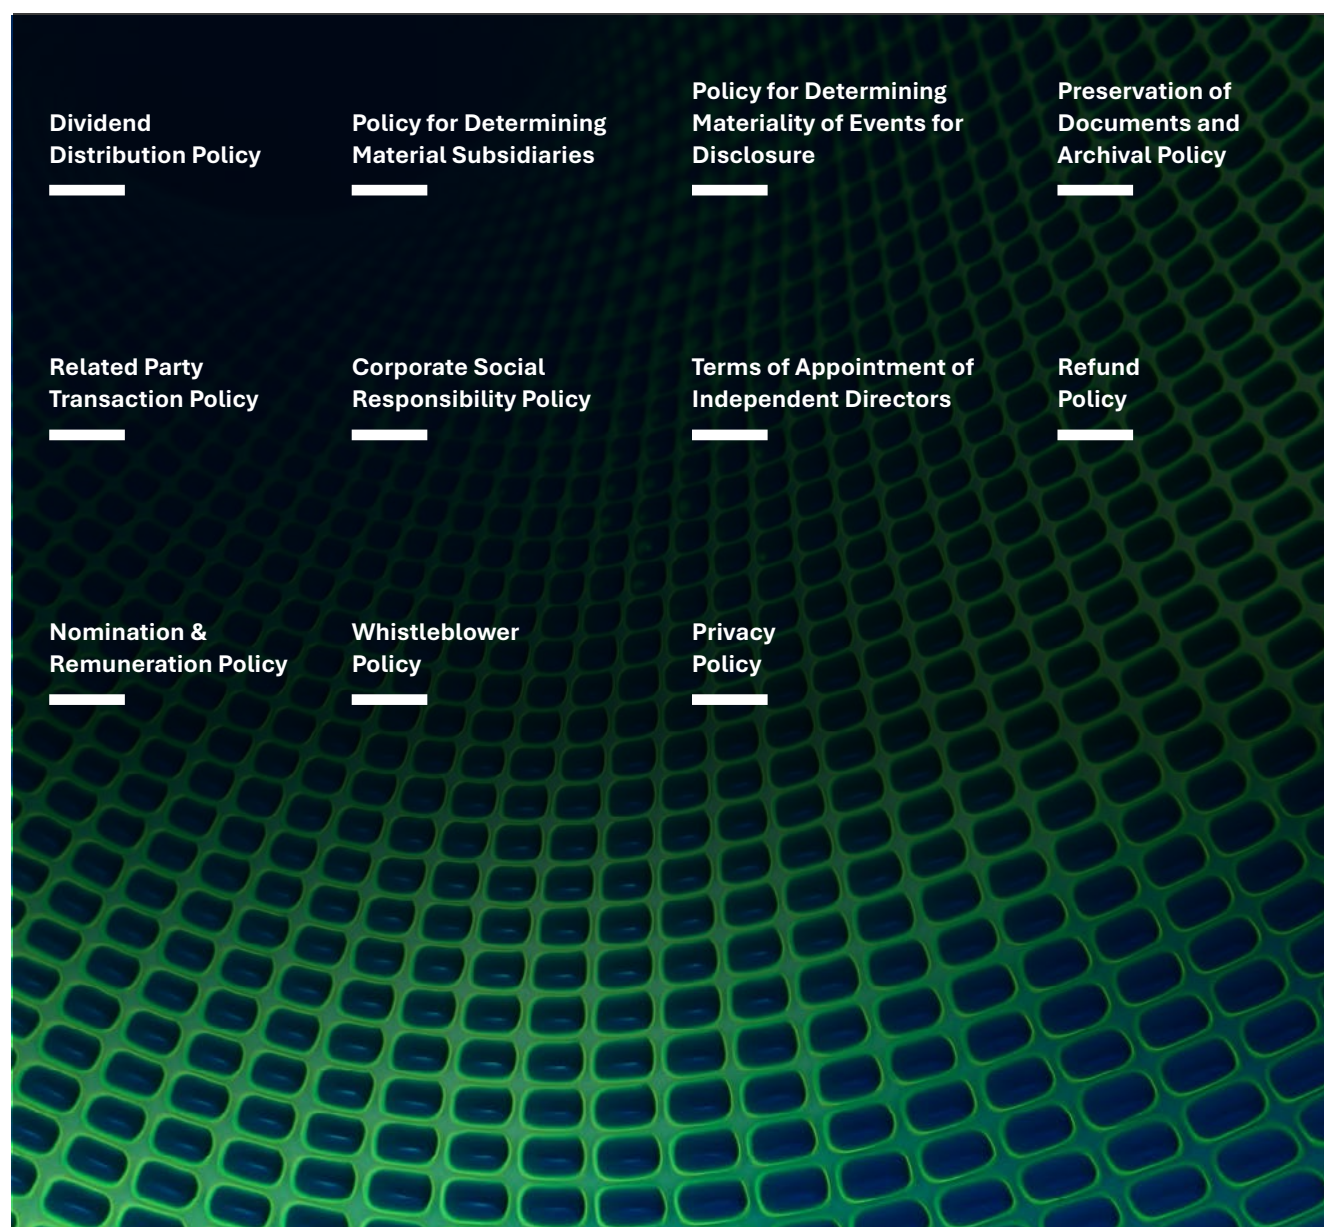 Dividend
Distribution Policy
Policy for Determining
Material Subsidiaries
Policy for Determining
Materiality of Events for
Disclosure
Preservation of
Documents and
Archival Policy
Related Party
Transaction Policy
Corporate Social
Responsibility Policy
Terms of Appointment of
Independent Directors
Refund
Policy
Nomination &
Remuneration Policy
Whistleblower
Policy
Privacy
Policy